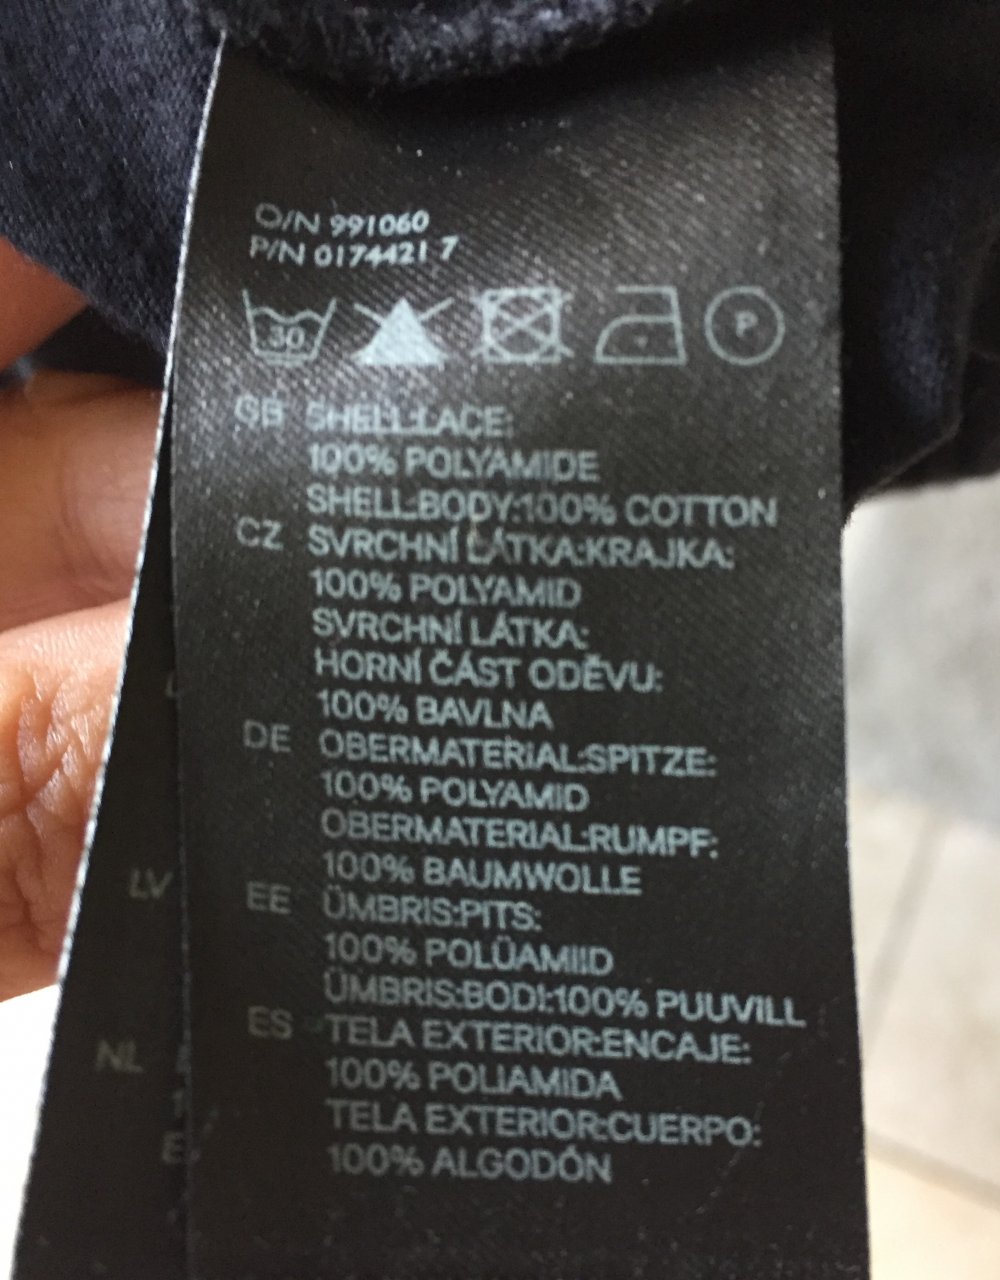 O/N 991060
P/N 0174421 7
30 P
GB SHELL:LACE:
100% POLYAMIDE
SHELL:BODY:100% COTTON
CZ SVRCHNÍ LÁTKA:KRAJKA:
100% POLYAMID
SVRCHNÍ LÁTKA:
HORNÍ ČÁST ODĚVU:
100% BAVLNA
DE OBERMATERIAL:SPITZE:
100% POLYAMID
OBERMATERIAL:RUMPF:
100% BAUMWOLLE
LV
EE ÜMBRIS:PITS:
100% POLÜAMIID
ÜMBRIS:BODI:100% PUUVILL
ES TELA EXTERIOR:ENCAJE:
NL
100% POLIAMIDA
TELA EXTERIOR:CUERPO:
100% ALGODÓN